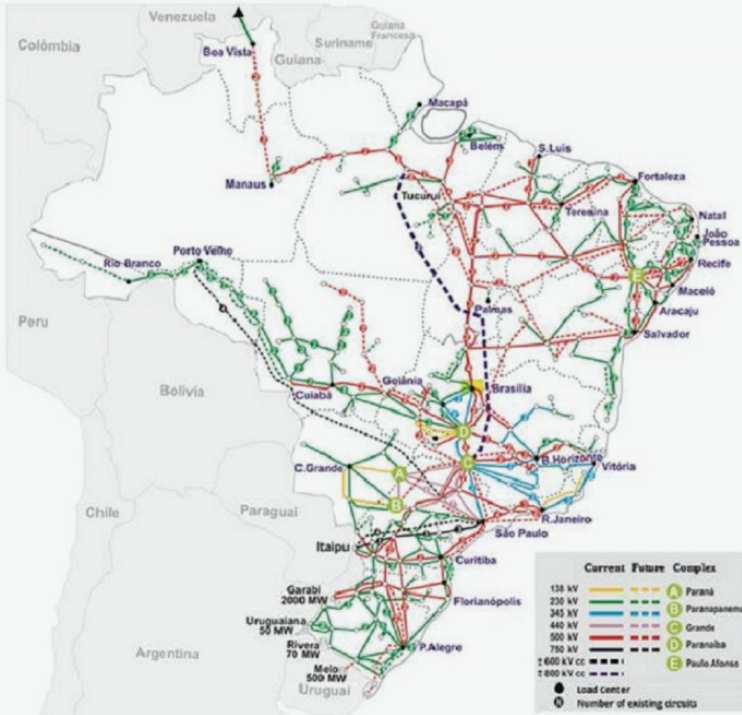 Venezuela
Colômbia
Guiana
Suriname
Guiana
Francesa
Boa Vista
Macapá
Belém
S.Luis
Manaus
Fortaleza
Tucuruí
Teresina
Natal
João
Pessoa
Recife
Maceió
Aracaju
Salvador
E
Rio Branco
Porto Velho
Palmas
Peru
Bolivia
Cuiabá
Goiânia
Brasília
D
C
B.Horizonte
Vitória
C.Grande
A
B
R.Janeiro
São Paulo
Paraguai
Chile
Itaipu
Curitiba
Garabi
2000 MW
Florianópolis
Uruguaiana
50 MW
Rivera
70 MW
P.Alegre
Melo
500 MW
Argentina
Uruguai
Current Future Complex
138 kV A Paraná
230 kV B Paranapanema
345 kV C Grande
440 kV D Paranaiba
500 kV E Paulo Afonso
750 kV
±600 kV cc
±800 kV cc
Load Center
N Number of existing circuits